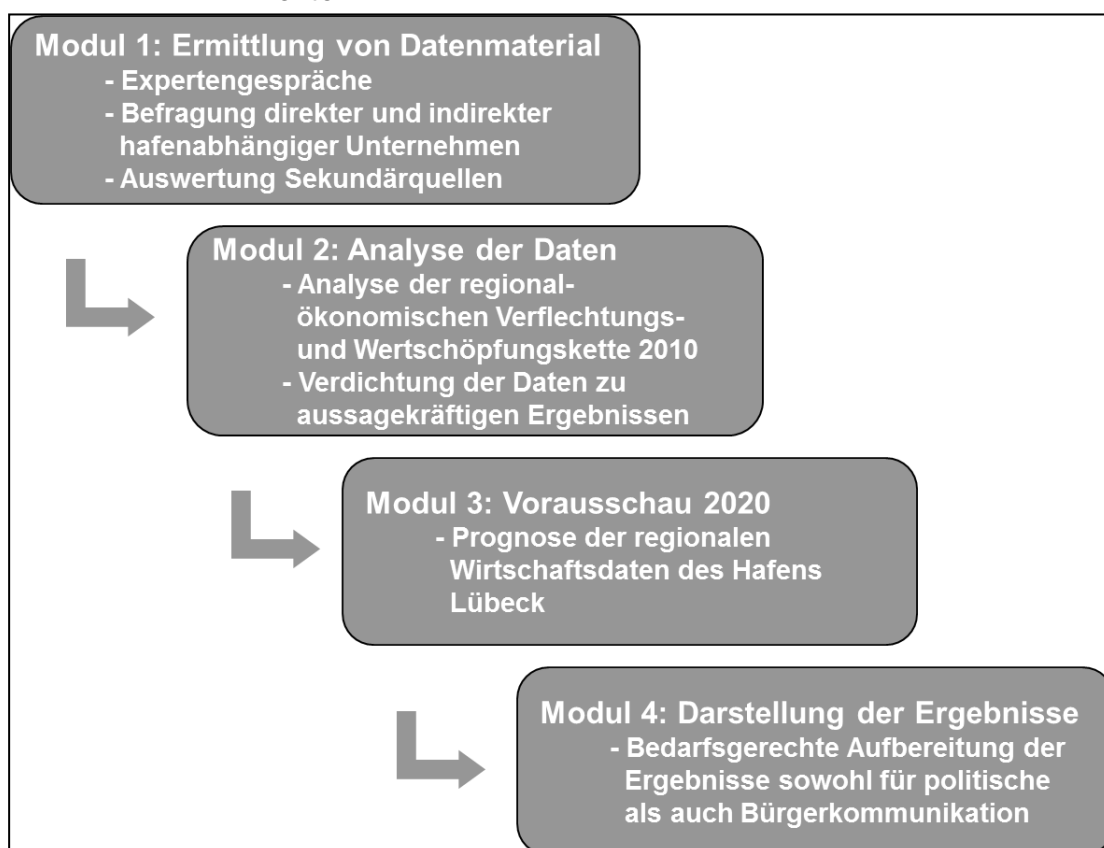 Modul 1: Ermittlung von Datenmaterial
- Expertengespräche
- Befragung direkter und indirekter
hafenabhängiger Unternehmen
- Auswertung Sekundärquellen
Modul 2: Analyse der Daten
- Analyse der regional-
ökonomischen Verflechtungs-
und Wertschöpfungskette 2010
- Verdichtung der Daten zu
aussagekräftigen Ergebnissen
Modul 3: Vorausschau 2020
- Prognose der regionalen
Wirtschaftsdaten des Hafens
Lübeck
Modul 4: Darstellung der Ergebnisse
- Bedarfsgerechte Aufbereitung der
Ergebnisse sowohl für politische
als auch Bürgerkommunikation